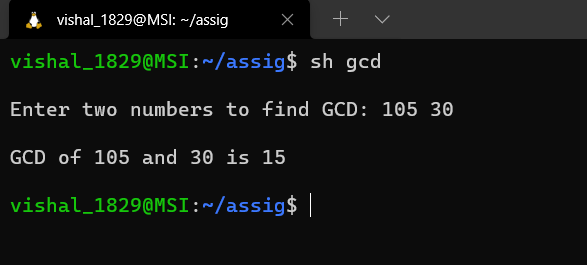 vishal_1829@MSI: ~/assig
vishal_1829@MSI:~/assig$ sh gcd
Enter two numbers to find GCD: 105 30
GCD of 105 and 30 is 15
vishal_1829@MSI:~/assig$